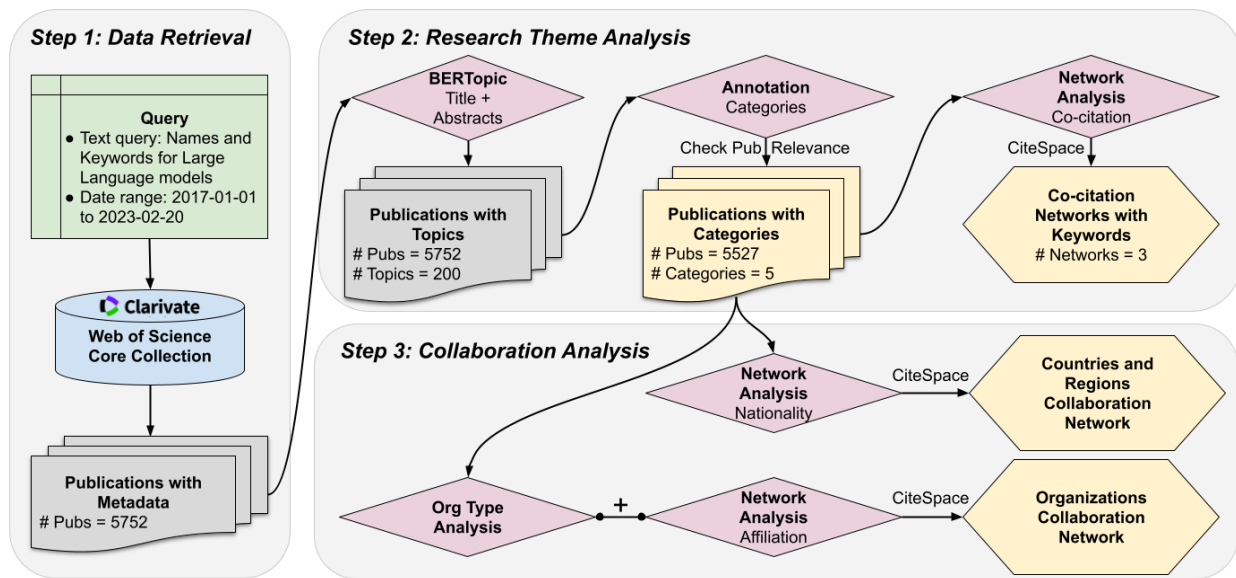 Step 1: Data Retrieval
Query
● Text query: Names and
Keywords for Large
Language models
● Date range: 2017-01-01
to 2023-02-20
Clarivate
Web of Science
Core Collection
Publications with
Metadata
# Pubs = 5752
Step 2: Research Theme Analysis
BERTopic
Title +
Abstracts
Publications with
Topics
# Pubs = 5752
# Topics = 200
Annotation
Categories
Check Pub Relevance
Publications with
Categories
# Pubs = 5527
# Categories = 5
Network
Analysis
Co-citation
CiteSpace
Co-citation
Networks with
Keywords
# Networks = 3
Step 3: Collaboration Analysis
Network
Analysis
Nationality
CiteSpace
Countries and
Regions
Collaboration
Network
Org Type
Analysis
+
Network
Analysis
Affiliation
CiteSpace
Organizations
Collaboration
Network